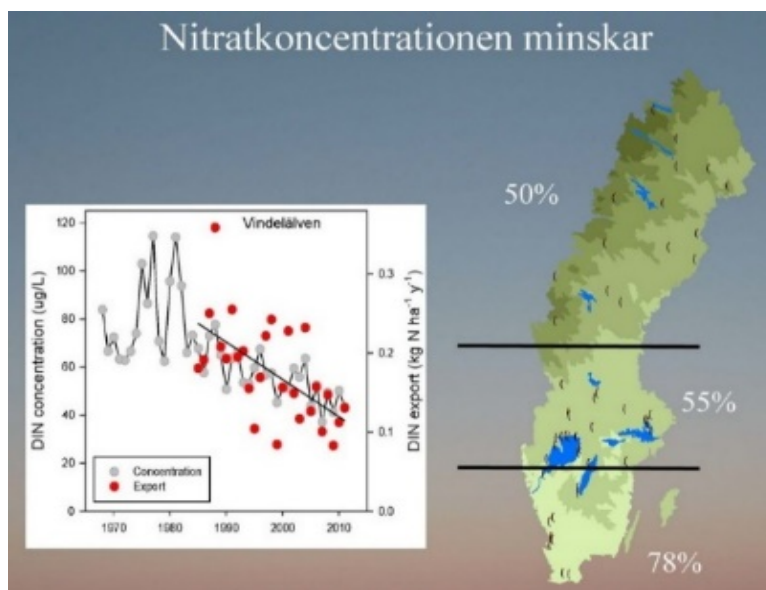 Nitratkoncentrationen minskar
50%
55%
78%
Vindelälven
DIN concentration (ug/L)
120
100
80
60
40
20
0
DIN export (kg N ha⁻¹ y⁻¹)
0.3
0.2
0.1
0.0
Concentration
Export
1970 1980 1990 2000 2010